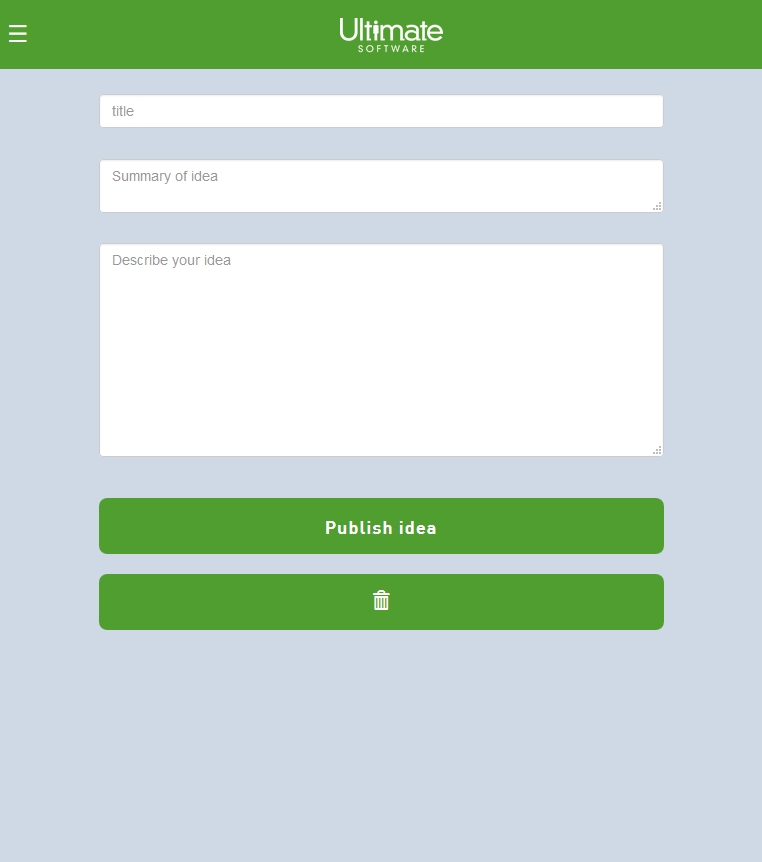 Ultimate
SOFTWARE
title
Summary of idea
Describe your idea
Publish idea